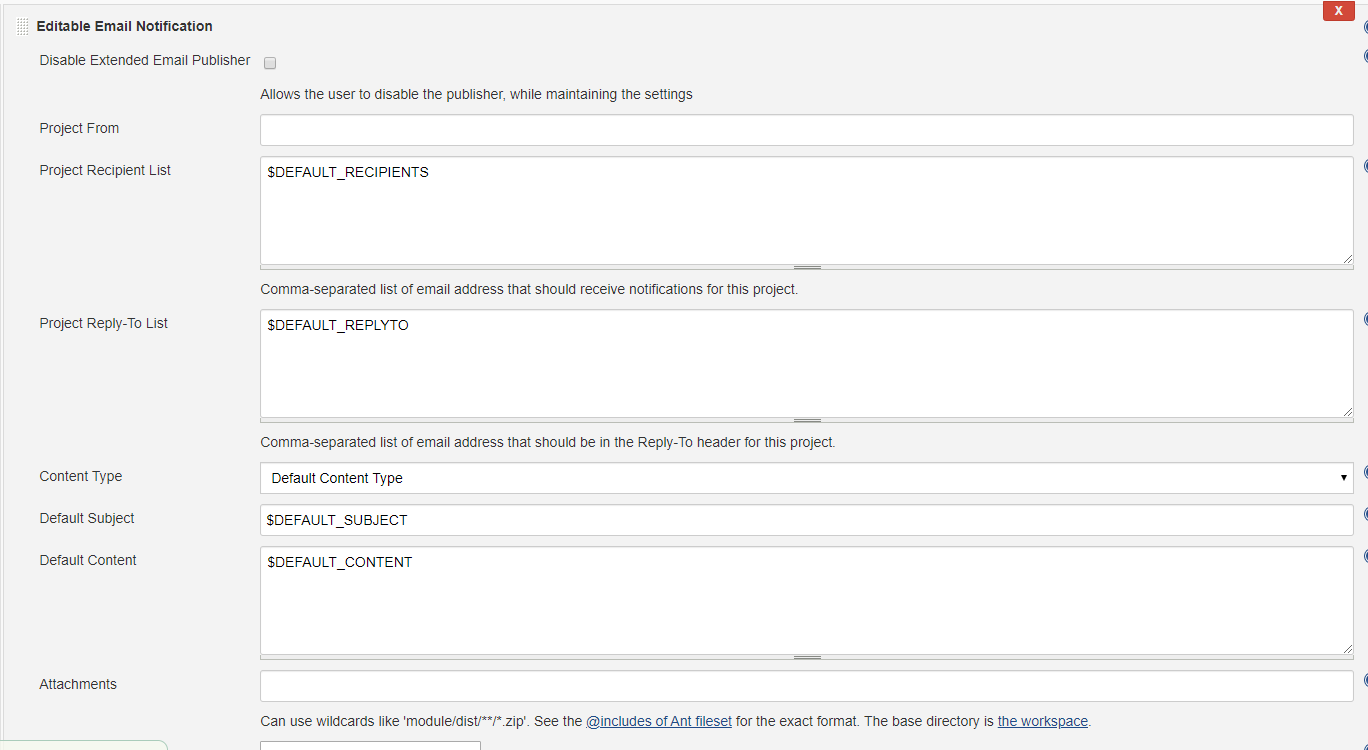 X
Editable Email Notification
Disable Extended Email Publisher
Allows the user to disable the publisher, while maintaining the settings
Project From
Project Recipient List
$DEFAULT_RECIPIENTS
Comma-separated list of email address that should receive notifications for this project.
Project Reply-To List
$DEFAULT_REPLYTO
Comma-separated list of email address that should be in the Reply-To header for this project.
Content Type
Default Content Type
Default Subject
$DEFAULT_SUBJECT
Default Content
$DEFAULT_CONTENT
Attachments
Can use wildcards like 'module/dist/**/*.zip'. See the @includes of Ant fileset for the exact format. The base directory is the workspace.